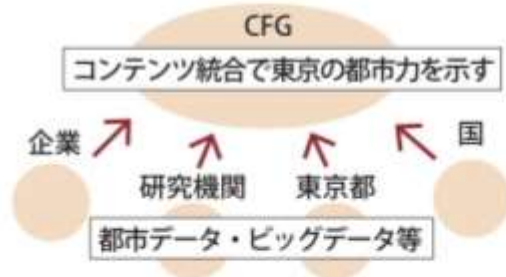 CFG
コンテンツ統合で東京の都市力を示す
企業
国
研究機関
東京都
都市データ・ビッグデータ等